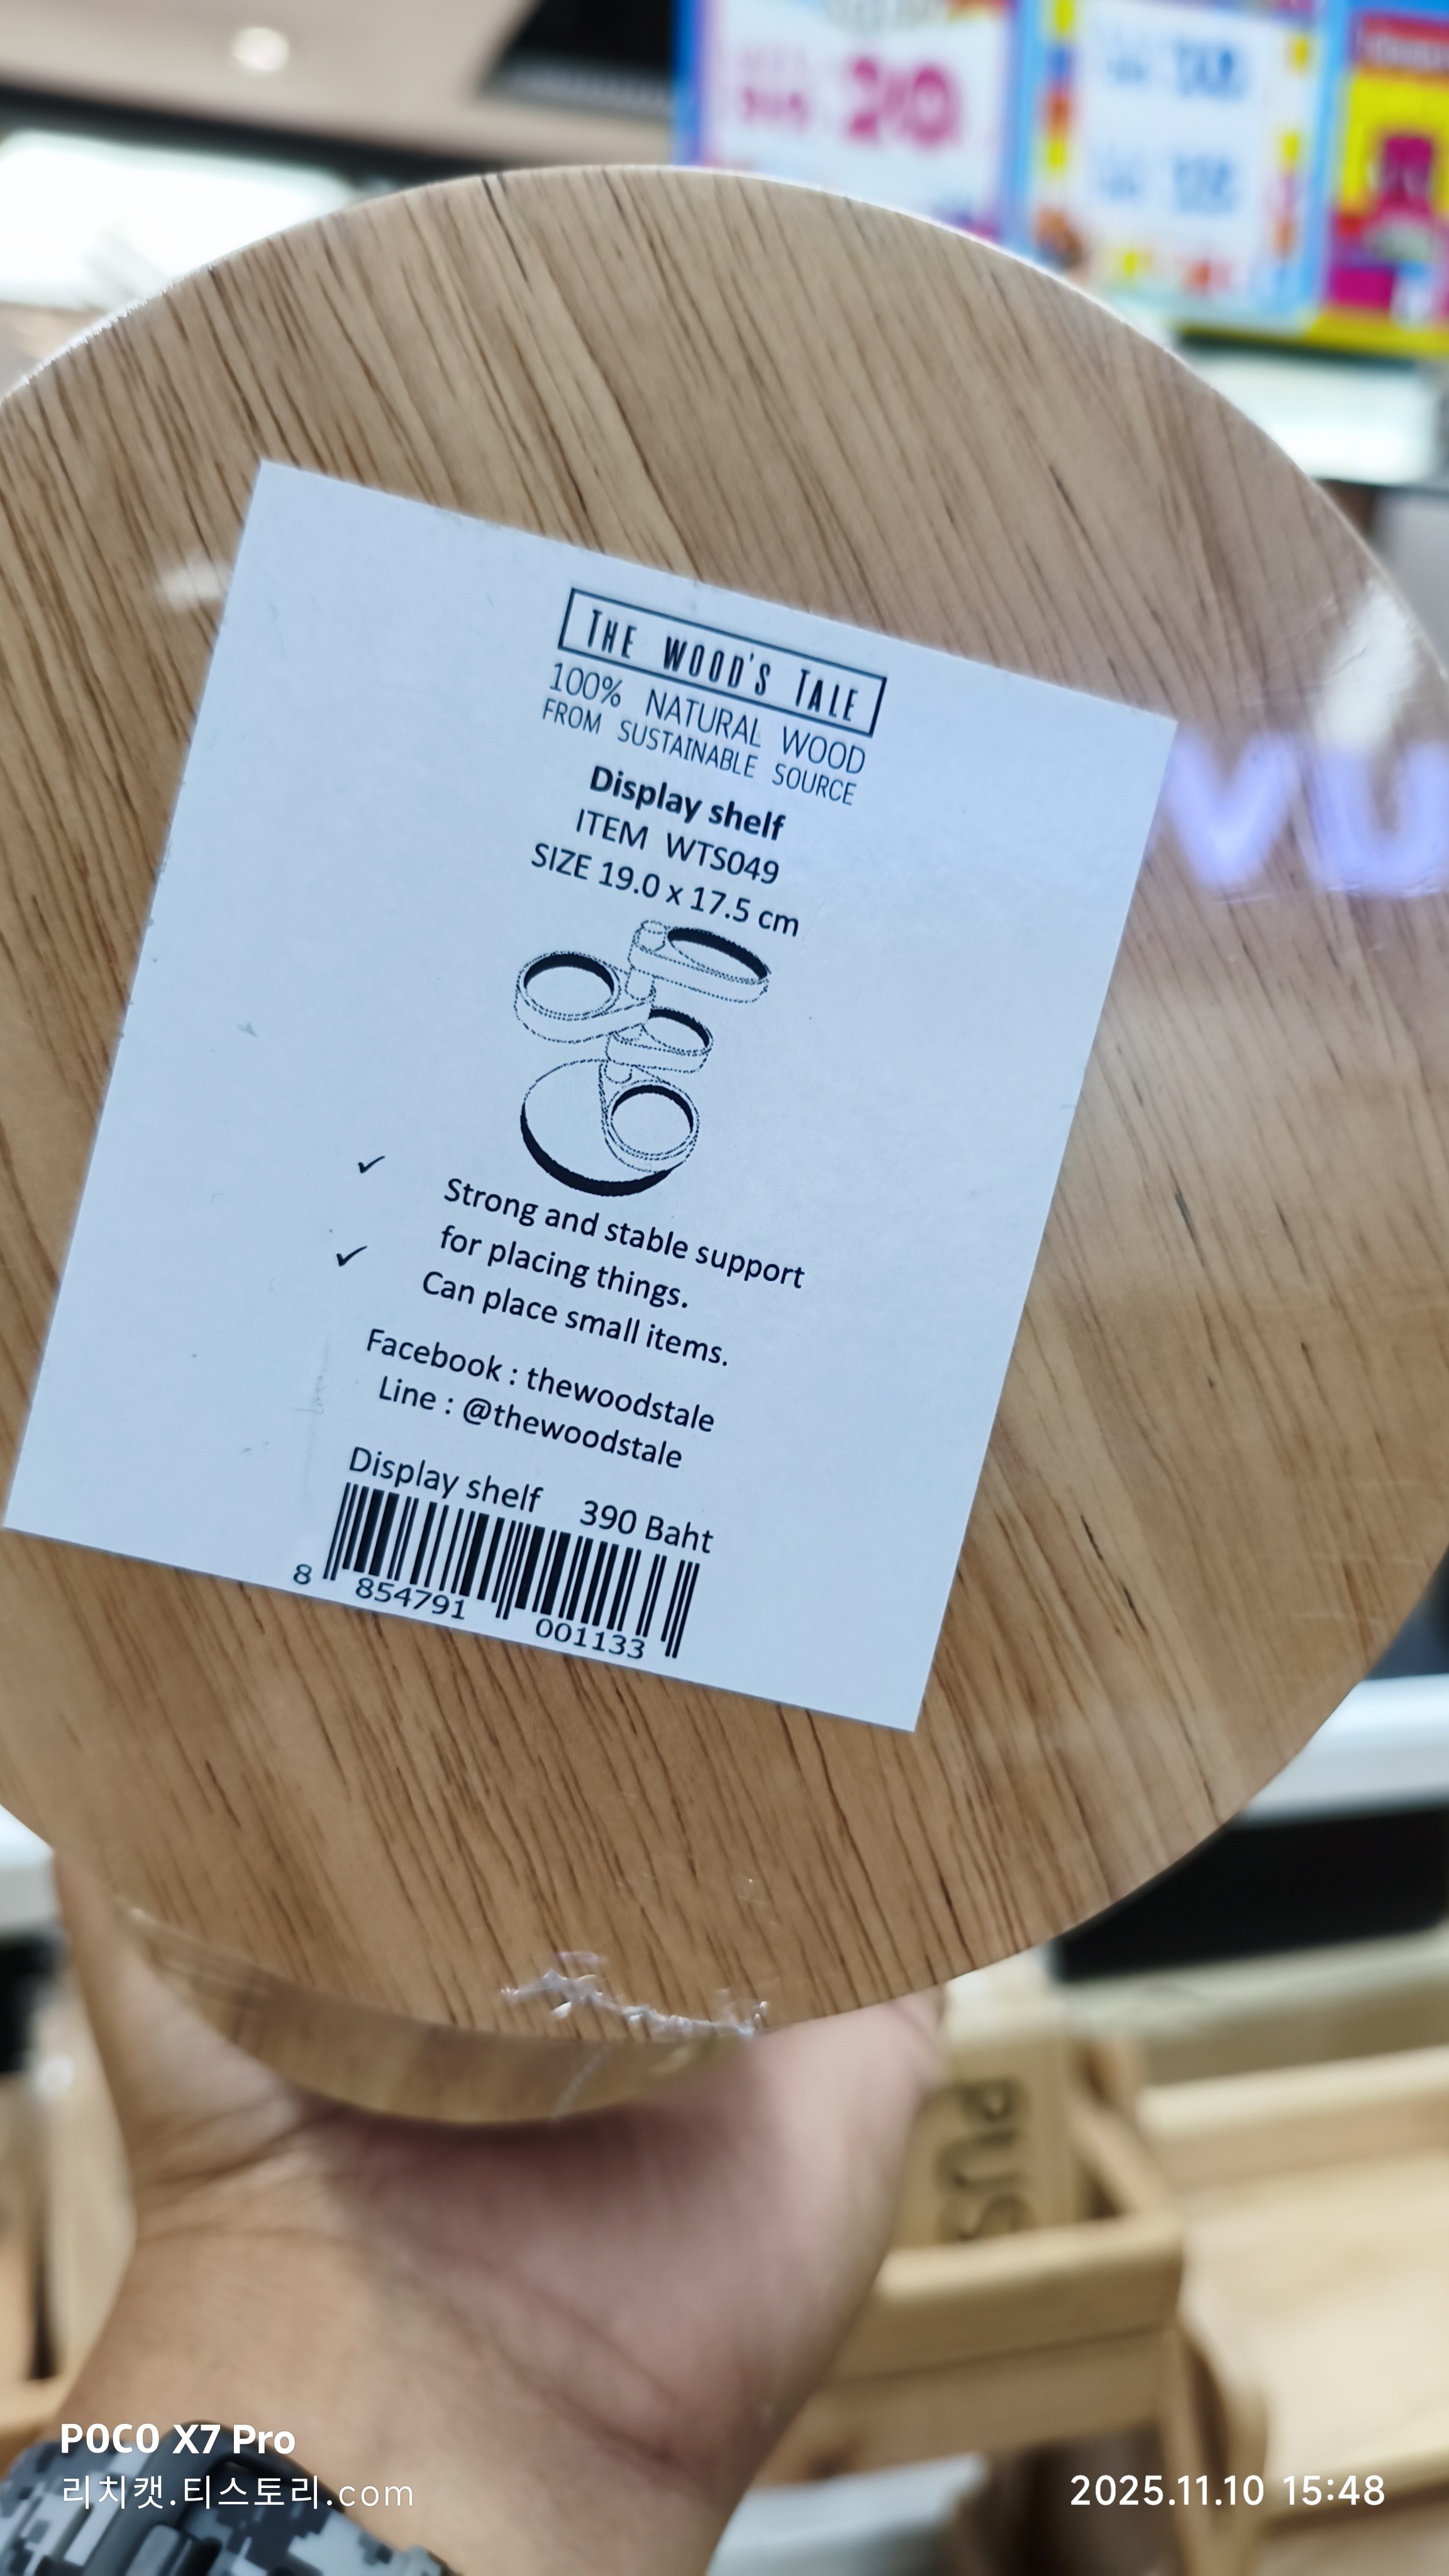 20
VU
THE WOOD'S TALE
100% NATURAL WOOD
FROM SUSTAINABLE SOURCE
Display shelf
ITEM WTS049
SIZE 19.0 x 17.5 cm
✓ Strong and stable support
for placing things.
✓ Can place small items.
Facebook : thewoodstale
Line : @thewoodstale
Display shelf 390 Baht
8 854791 001133
POCO X7 Pro
리치캣.티스토리.com
2025.11.10 15:48